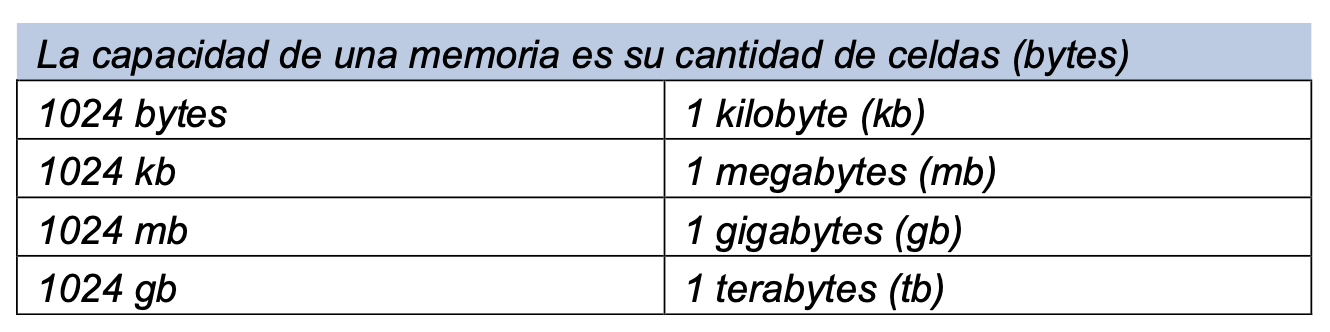 La capacidad de una memoria es su cantidad de celdas (bytes)
1024 bytes 1 kilobyte (kb)
1024 kb 1 megabytes (mb)
1024 mb 1 gigabytes (gb)
1024 gb 1 terabytes (tb)